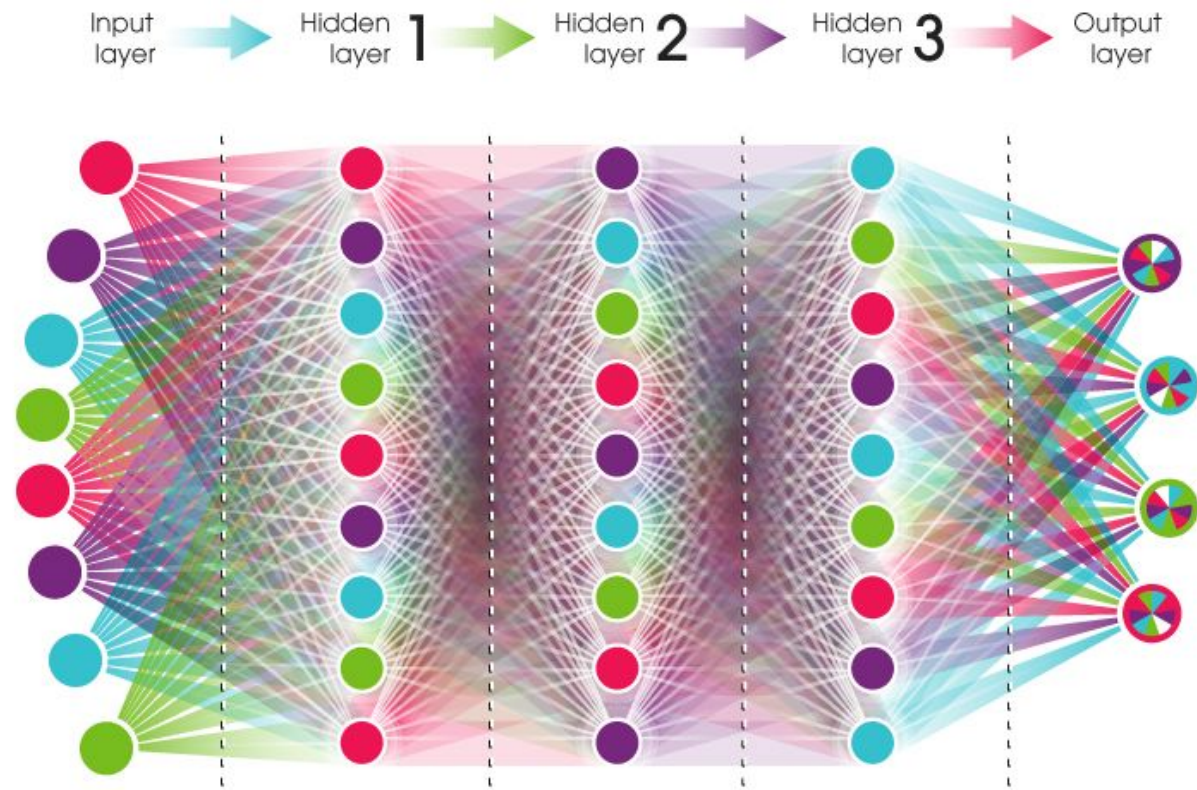 Input
layer
Hidden
layer 1
Hidden
layer 2
Hidden
layer 3
Output
layer